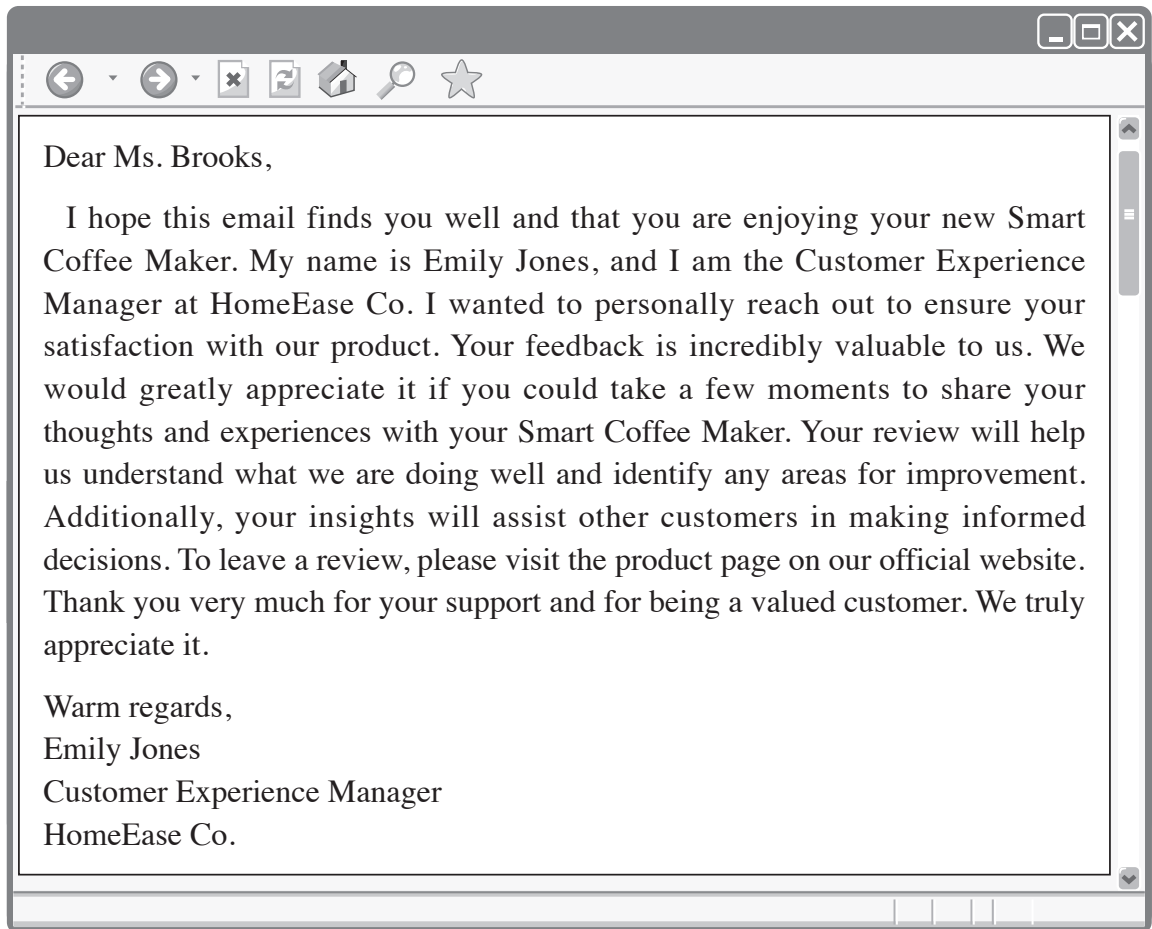 Dear Ms. Brooks,
I hope this email finds you well and that you are enjoying your new Smart
Coffee Maker. My name is Emily Jones, and I am the Customer Experience
Manager at HomeEase Co. I wanted to personally reach out to ensure your
satisfaction with our product. Your feedback is incredibly valuable to us. We
would greatly appreciate it if you could take a few moments to share your
thoughts and experiences with your Smart Coffee Maker. Your review will help
us understand what we are doing well and identify any areas for improvement.
Additionally, your insights will assist other customers in making informed
decisions. To leave a review, please visit the product page on our official website.
Thank you very much for your support and for being a valued customer. We truly
appreciate it.
Warm regards,
Emily Jones
Customer Experience Manager
HomeEase Co.